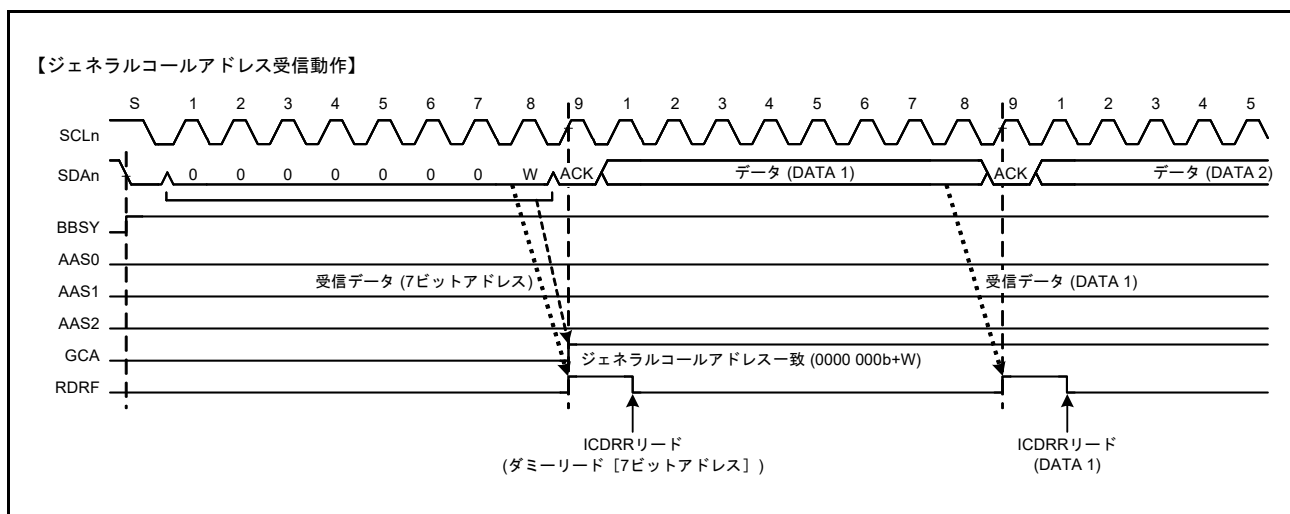 【ジェネラルコールアドレス受信動作】
S 1 2 3 4 5 6 7 8 9 1 2 3 4 5 6 7 8 9 1 2 3 4 5
SCLn
SDAn 0 0 0 0 0 0 0 W ACK データ (DATA 1) ACK データ (DATA 2)
BBSY
AAS0
受信データ (7ビットアドレス) 受信データ (DATA 1)
AAS1
AAS2
GCA ジェネラルコールアドレス一致 (0000 000b+W)
RDRF
ICDRRリード ICDRRリード
(ダミーリード [7ビットアドレス] ) (DATA 1)